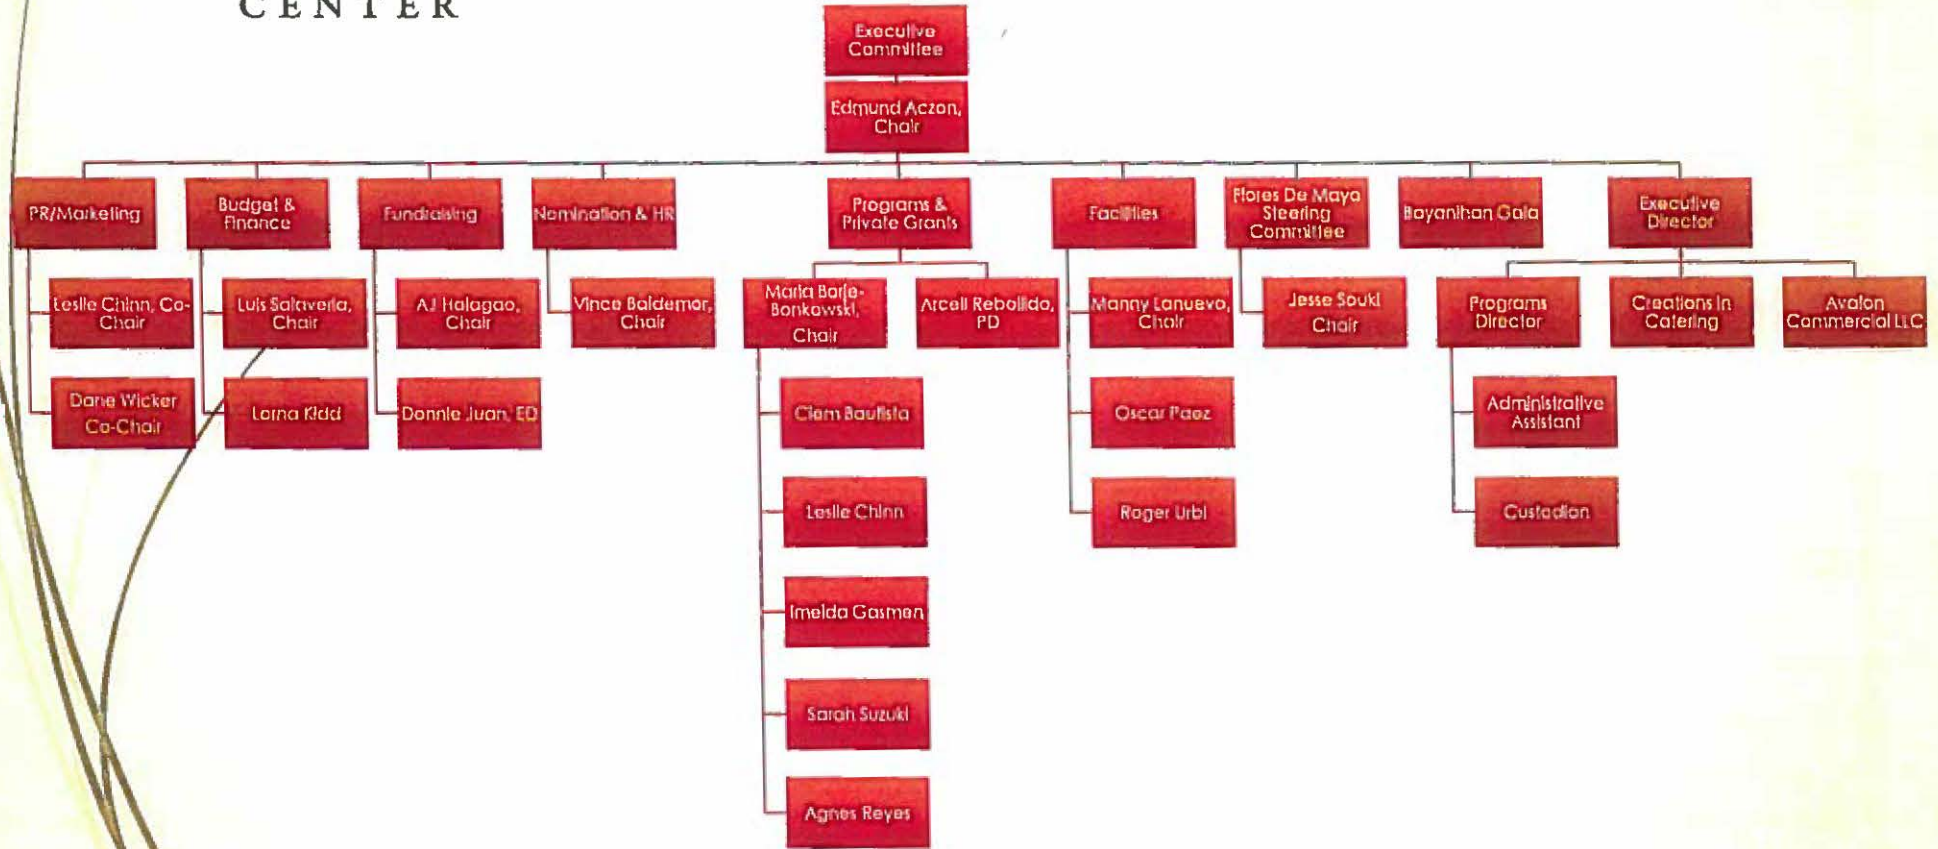 CENTER
Executive
Committee
Edmund Aczon,
Chair
PR/Marketing
Budget &
Finance
Fundraising
Nomination & HR
Programs &
Private Grants
Facilities
Flores De Mayo
Steering
Committee
Bayanihan Gala
Executive
Director
Leslie Chinn, Co-
Chair
Luis Salaveria,
Chair
AJ Halagao,
Chair
Vince Baldemor,
Chair
Maria Borje-
Bonkowski,
Chair
Arceli Rebollido,
PD
Manny Lanuevo,
Chair
Jesse Souki
Chair
Programs
Director
Creations In
Catering
Avalon
Commercial LLC
Dane Wicker
Co-Chair
Lorna Kidd
Donnie Juan, ED
Clem Bautista
Oscar Paez
Administrative
Assistant
Leslie Chinn
Roger Urbi
Custodian
Imelda Gasmen
Sarah Suzuki
Agnes Reyes